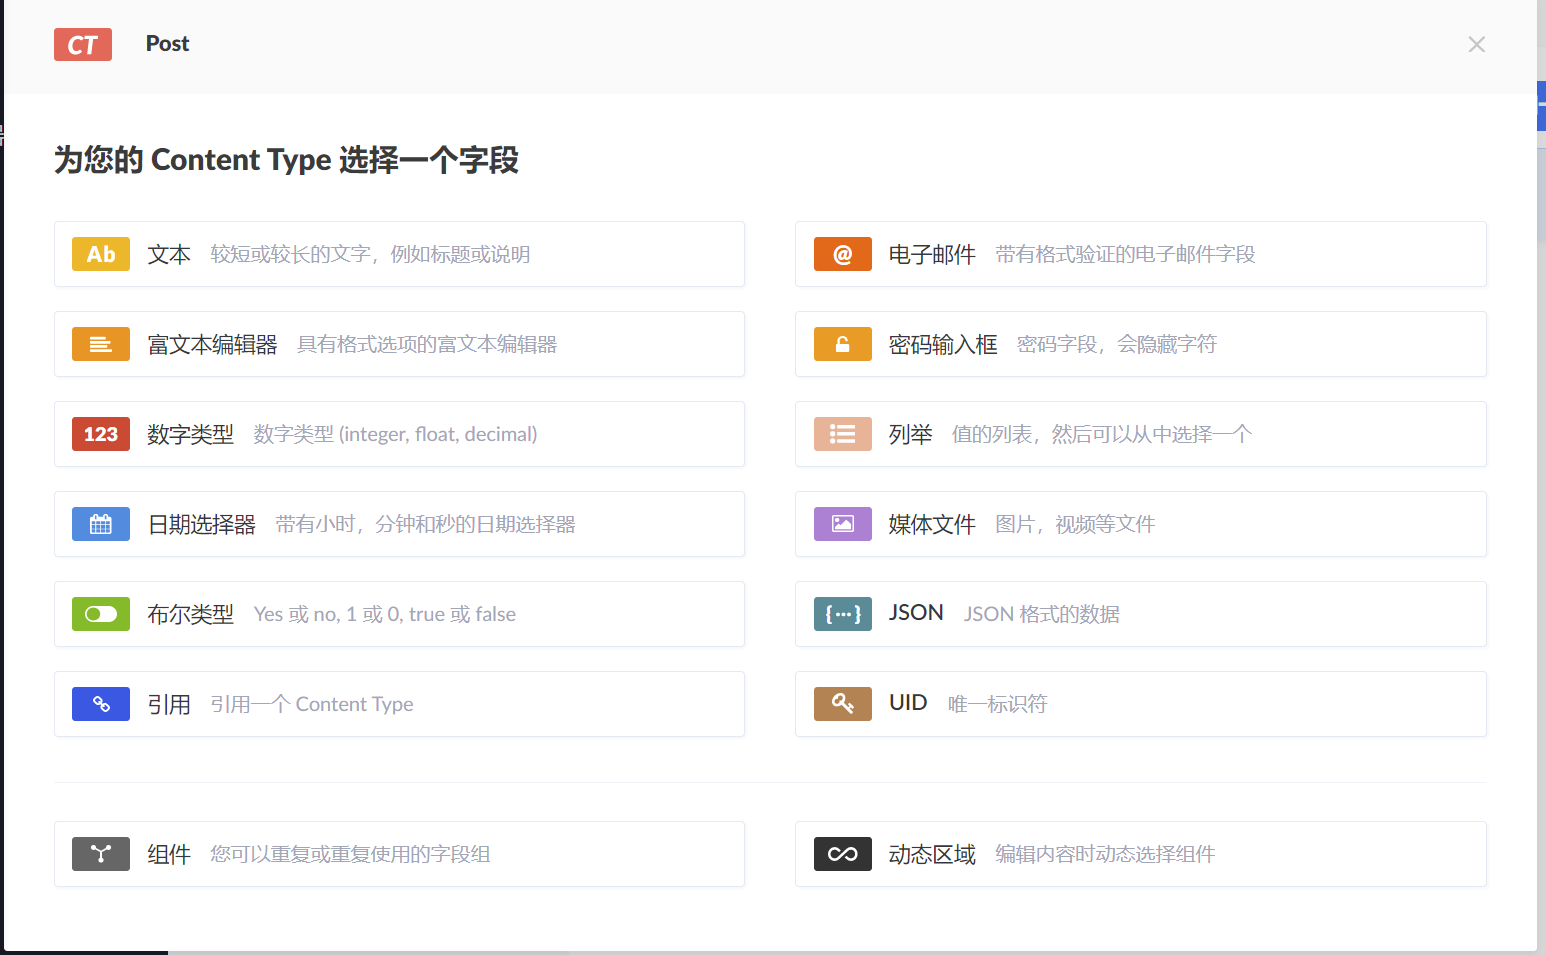 CT Post
为您的 Content Type 选择一个字段
Ab 文本 较短或较长的文字，例如标题或说明
@ 电子邮件 带有格式验证的电子邮件字段
富文本编辑器 具有格式选项的富文本编辑器
密码输入框 密码字段，会隐藏字符
123 数字类型 数字类型 (integer, float, decimal)
列举 值的列表，然后可以从中选择一个
日期选择器 带有小时，分钟和秒的日期选择器
媒体文件 图片，视频等文件
布尔类型 Yes 或 no, 1 或 0, true 或 false
{···} JSON JSON 格式的数据
引用 引用一个 Content Type
UID 唯一标识符
组件 您可以重复或重复使用的字段组
动态区域 编辑内容时动态选择组件